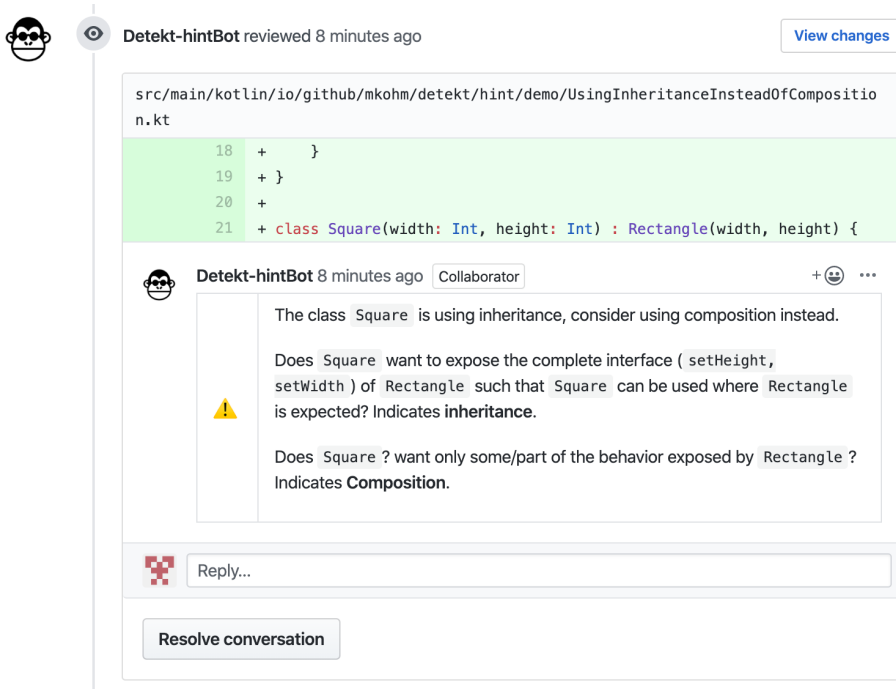 Detekt-hintBot reviewed 8 minutes ago
View changes
src/main/kotlin/io/github/mkohm/detekt/hint/demo/UsingInheritanceInsteadOfCompositio
n.kt
18 + }
19 + }
20 +
21 + class Square(width: Int, height: Int) : Rectangle(width, height) {
Detekt-hintBot 8 minutes ago Collaborator
The class Square is using inheritance, consider using composition instead.
Does Square want to expose the complete interface ( setHeight,
setWidth ) of Rectangle such that Square can be used where Rectangle
is expected? Indicates inheritance.
Does Square ? want only some/part of the behavior exposed by Rectangle ?
Indicates Composition.
Reply...
Resolve conversation